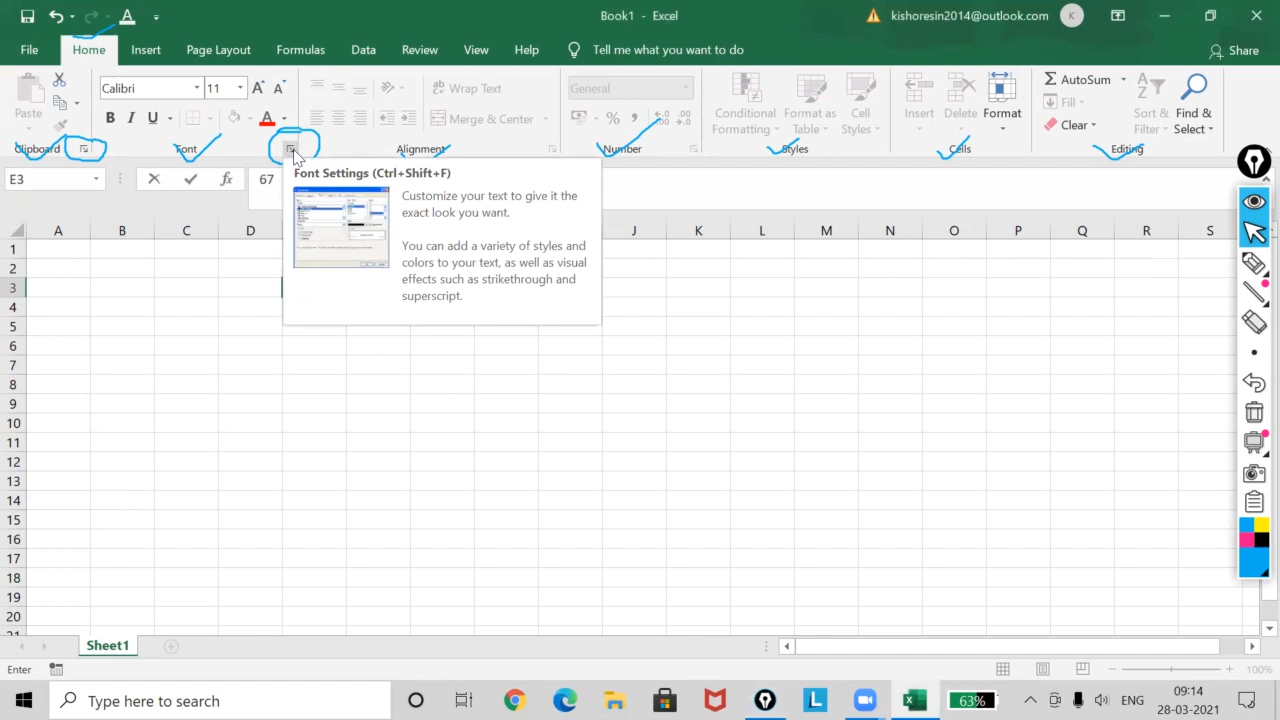 Book1 - Excel
kishoresin2014@outlook.com K
File Home Insert Page Layout Formulas Data Review View Help Tell me what you want to do Share
Calibri 11 Wrap Text General AutoSum
Paste Conditional Format as Cell Insert Delete Format Fill Sort & Find &
B I U A Merge & Center % , Formatting Table Styles Clear Filter Select
Clipboard Font Alignment Number Styles Cells Editing
E3 fx 67
Font Settings (Ctrl+Shift+F)
Customize your text to give it the
exact look you want.
You can add a variety of styles and
colors to your text, as well as visual
effects such as strikethrough and
superscript.
A B C D J K L M N O P Q R S
1
2
3
4
5
6
7
8
9
10
11
12
13
14
15
16
17
18
19
20
21
Sheet1
Enter 100%
Type here to search 63% ENG 09:14
28-03-2021